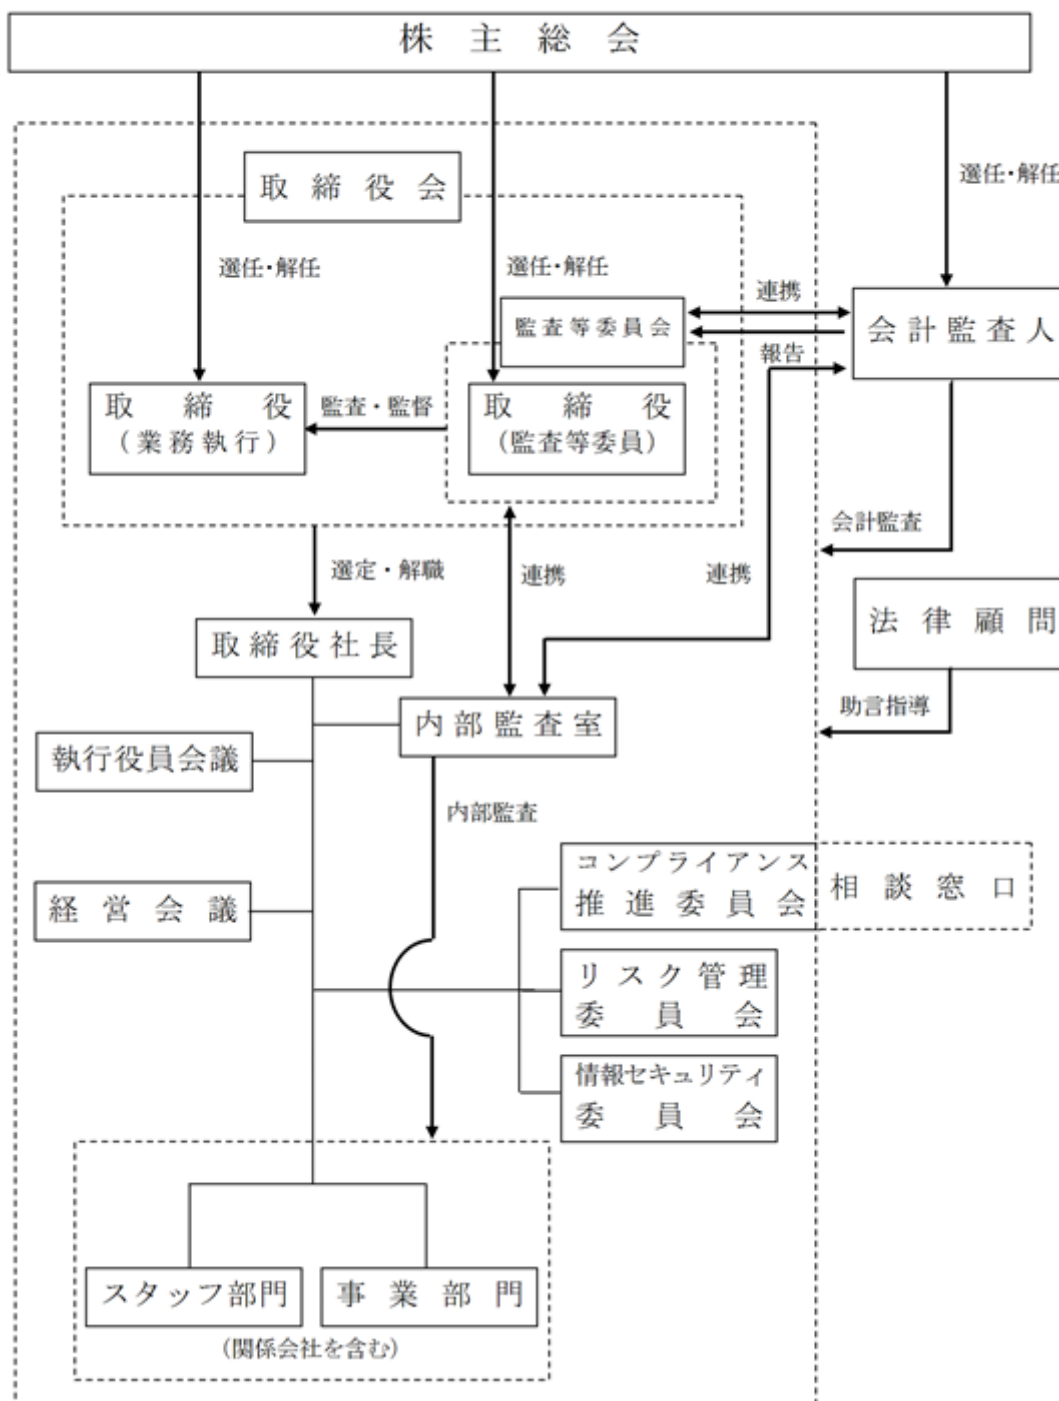 株主総会
選任・解任
取締役会
選任・解任
選任・解任
連携
監査等委員会
会計監査人
報告
取締役
(業務執行)
監査・監督
取締役
(監査等委員)
会計監査
選定・解職
連携
連携
法律顧問
取締役社長
助言指導
内部監査室
執行役員会議
内部監査
コンプライアンス
推進委員会
相談窓口
経営会議
リスク管理
委員会
情報セキュリティ
委員会
スタッフ部門
事業部門
(関係会社を含む)